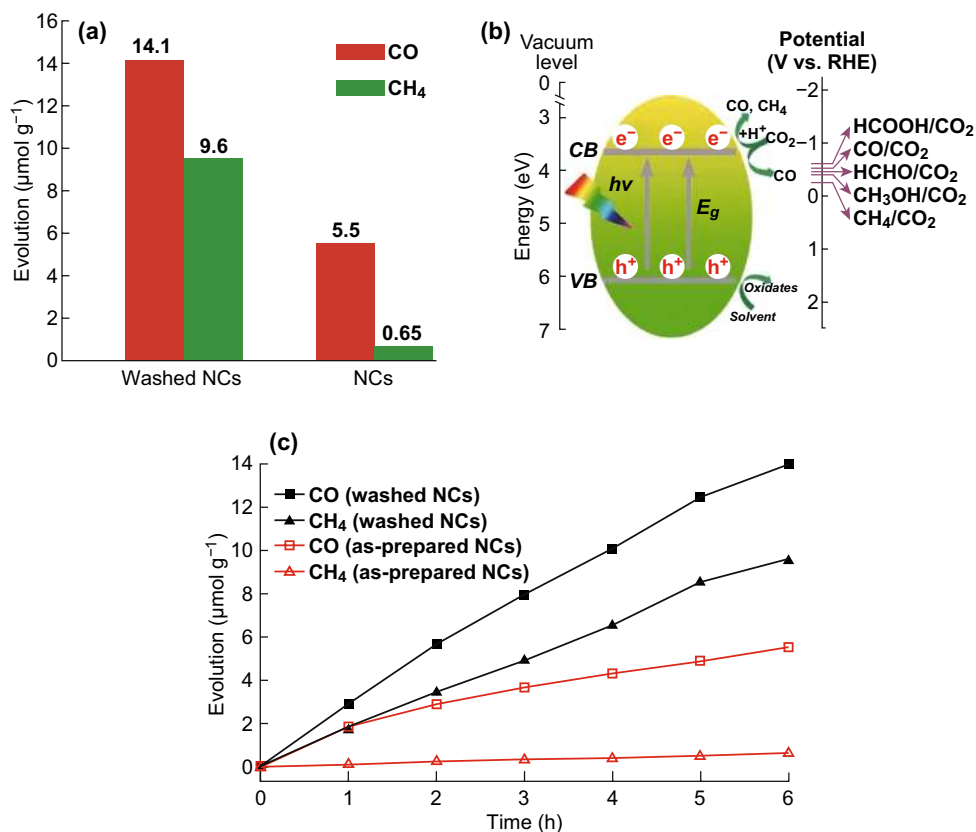 (a)
Evolution (µmol g⁻¹)
16
14
12
10
8
6
4
2
0
14.1
9.6
5.5
0.65
CO
CH₄
Washed NCs
NCs
(b)
Vacuum
level
Potential
(V vs. RHE)
Energy (eV)
0
3
4
5
6
7
CB
VB
e⁻ e⁻ e⁻
hν
E_g
h⁺ h⁺ h⁺
CO, CH₄
+H⁺ CO₂
CO
Oxidates
Solvent
−2
−1
0
1
2
HCOOH/CO₂
CO/CO₂
HCHO/CO₂
CH₃OH/CO₂
CH₄/CO₂
(c)
Evolution (µmol g⁻¹)
14
12
10
8
6
4
2
0
CO (washed NCs)
CH₄ (washed NCs)
CO (as-prepared NCs)
CH₄ (as-prepared NCs)
0 1 2 3 4 5 6
Time (h)